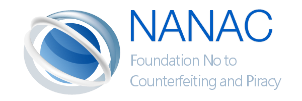 NANAC
Foundation No to
Counterfeiting and Piracy